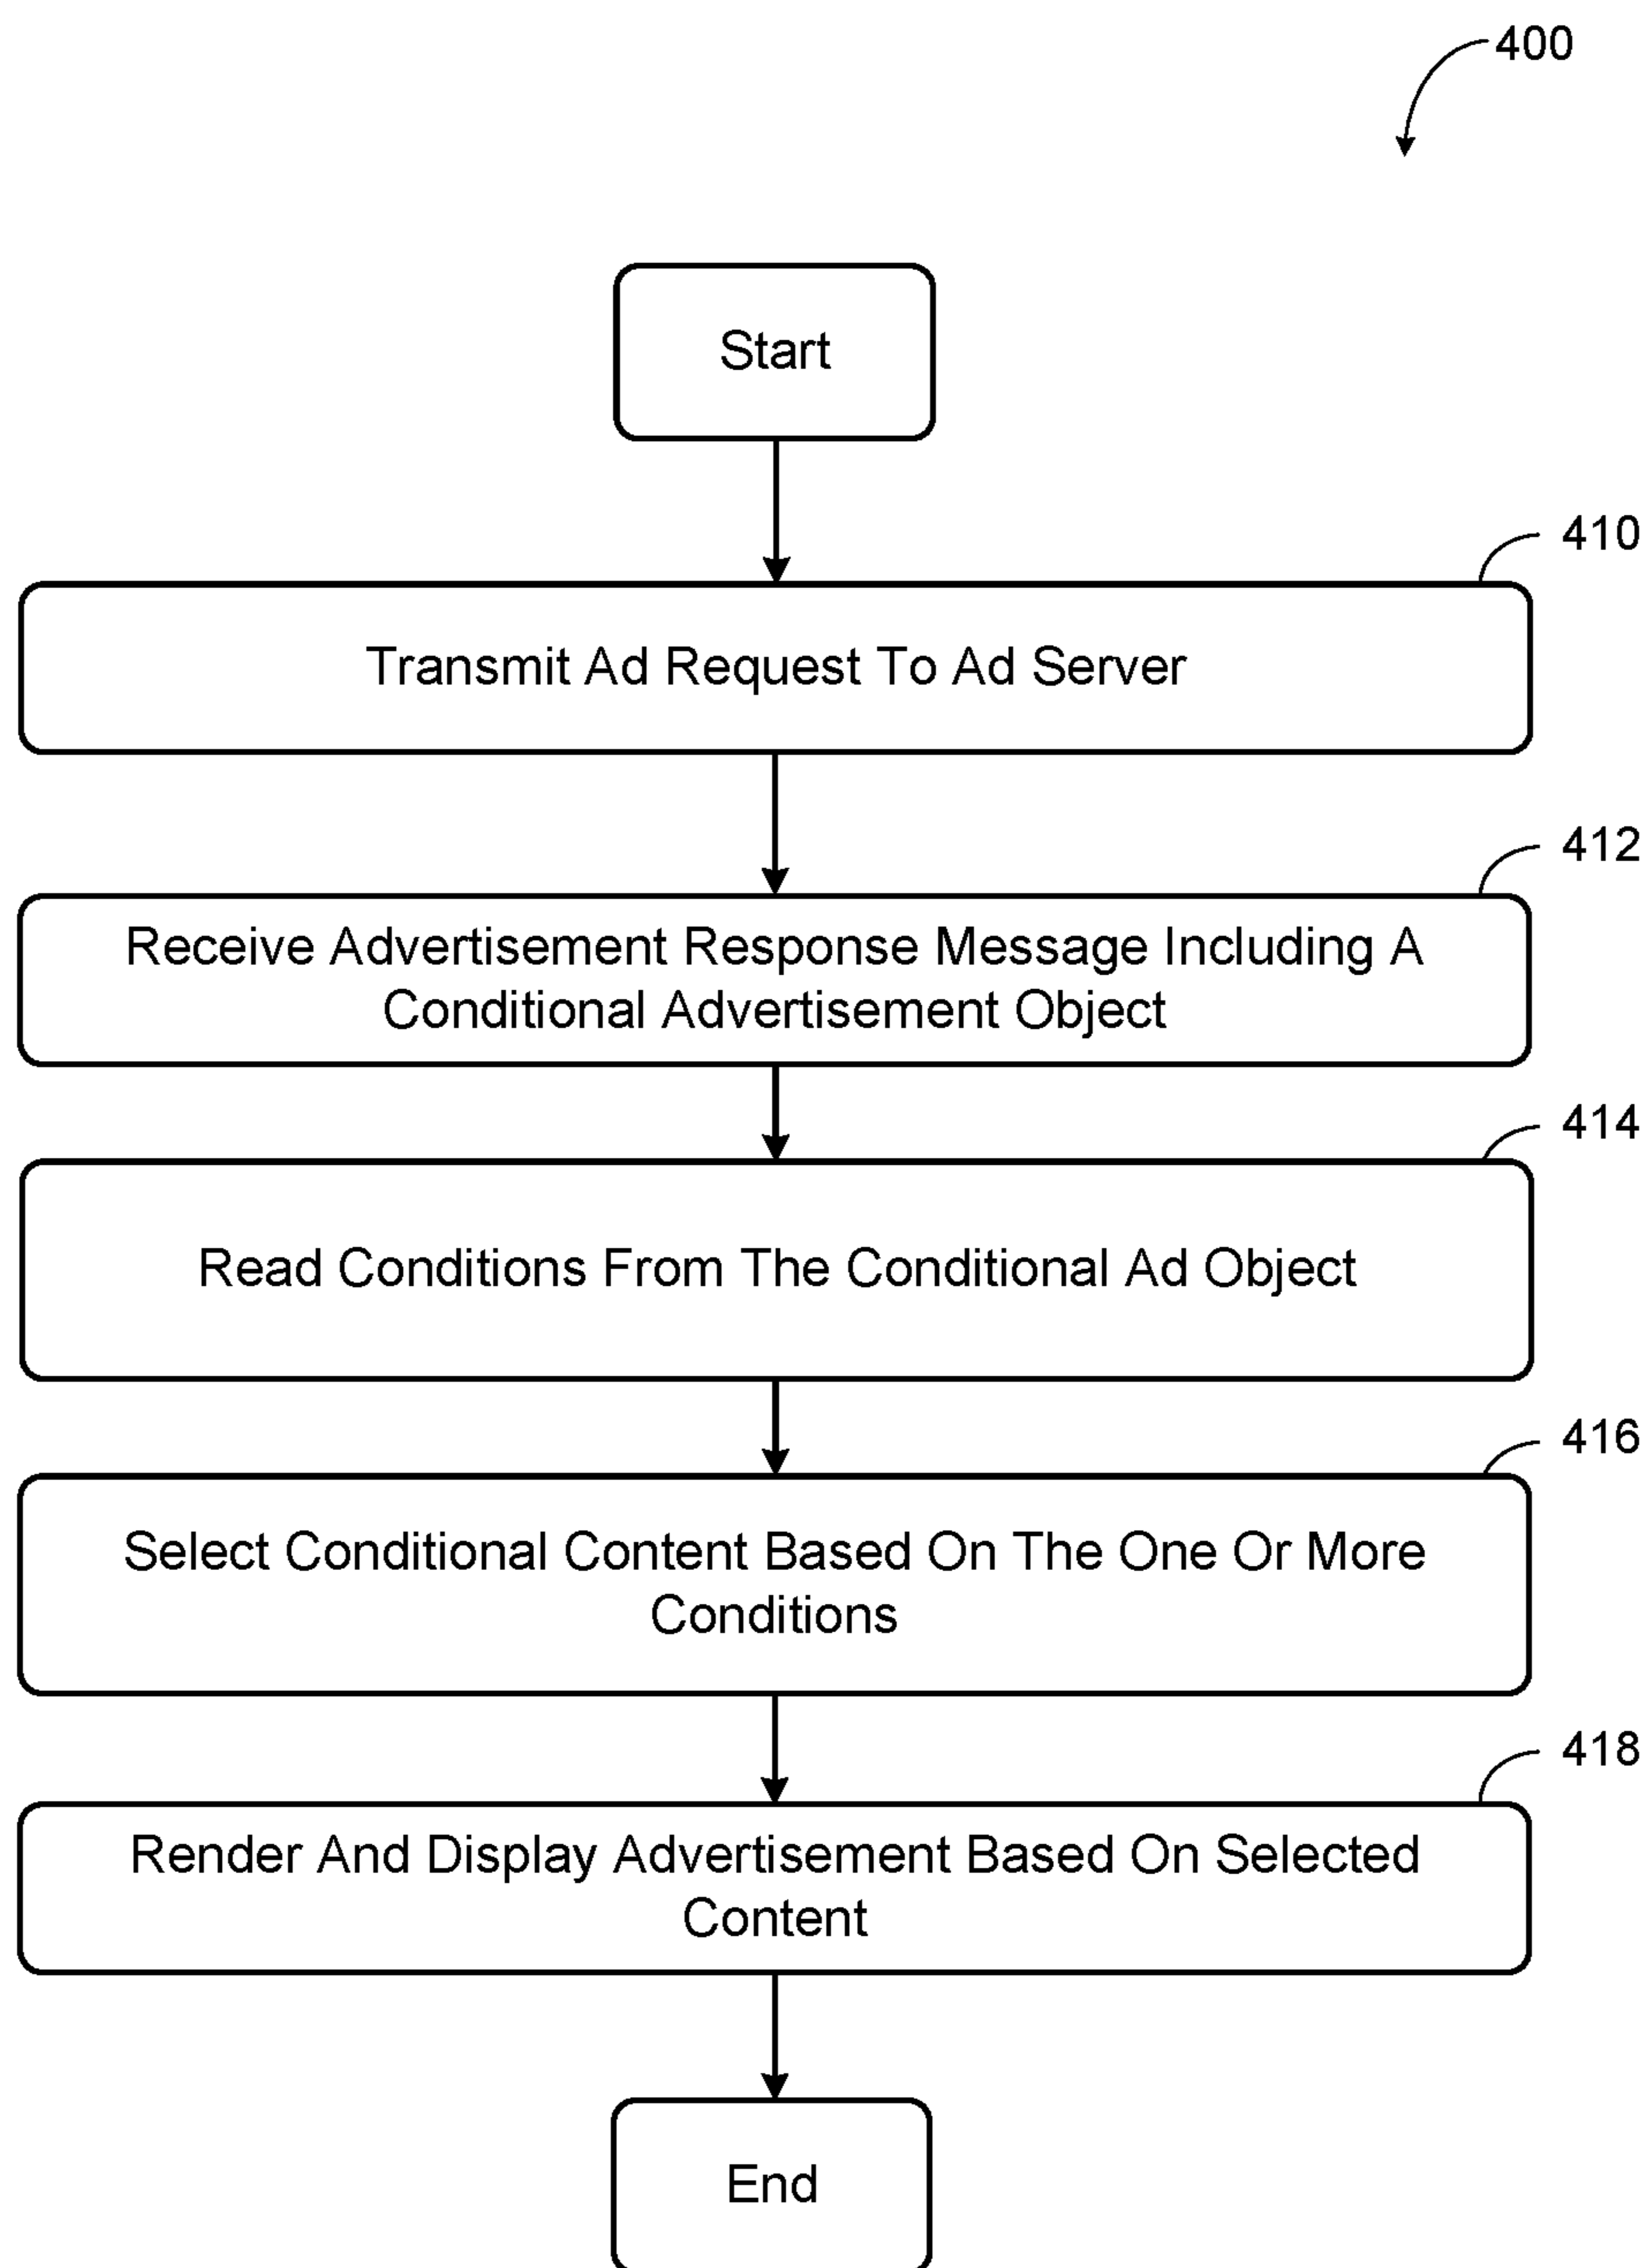 400
Start
410
Transmit Ad Request To Ad Server
412
Receive Advertisement Response Message Including A
Conditional Advertisement Object
414
Read Conditions From The Conditional Ad Object
416
Select Conditional Content Based On The One Or More
Conditions
418
Render And Display Advertisement Based On Selected
Content
End